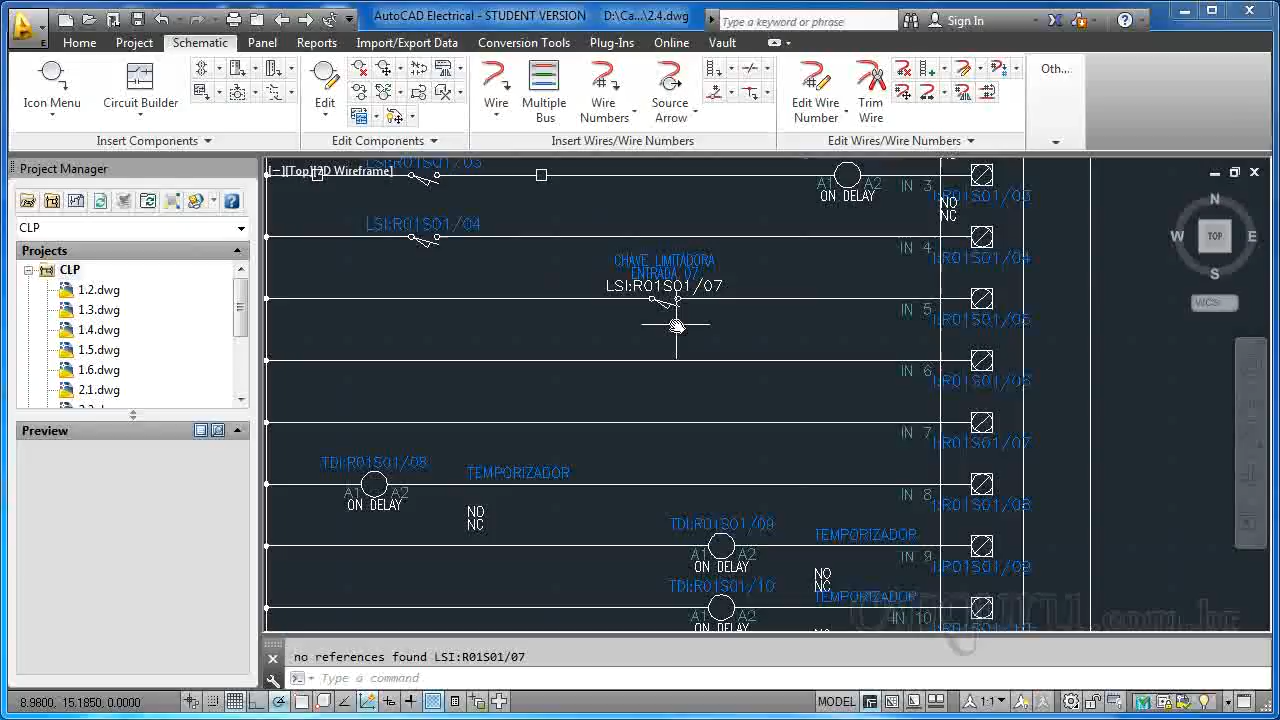 AutoCAD Electrical - STUDENT VERSION D:\Ca...\2.4.dwg
Type a keyword or phrase
Sign In
Home Project Schematic Panel Reports Import/Export Data Conversion Tools Plug-Ins Online Vault
Icon Menu
Circuit Builder
Edit
Wire
Multiple Bus
Wire Numbers
Source Arrow
Edit Wire Number
Trim Wire
Oth...
Insert Components
Edit Components
Insert Wires/Wire Numbers
Edit Wires/Wire Numbers
Project Manager
CLP
Projects
CLP
1.2.dwg
1.3.dwg
1.4.dwg
1.5.dwg
1.6.dwg
2.1.dwg
Preview
[−][Top][2D Wireframe]
LSI:R01S01/03
A1 A2
ON DELAY
IN 3
I:R01S01/03
NO
NC
LSI:R01S01/04
IN 4
I:R01S01/04
CHAVE LIMITADORA
ENTRADA 07
LSI:R01S01/07
IN 5
I:R01S01/05
IN 6
I:R01S01/06
IN 7
I:R01S01/07
TDI:R01S01/08
TEMPORIZADOR
A1 A2
ON DELAY
NO
NC
IN 8
I:R01S01/08
TDI:R01S01/09
TEMPORIZADOR
A1 A2
ON DELAY
NO
NC
IN 9
I:R01S01/09
TDI:R01S01/10
TEMPORIZADOR
A1 A2
ON DELAY
IN 10
N
W TOP E
S
WCS
no references found LSI:R01S01/07
Type a command
8.9800, 15.1850, 0.0000
MODEL
1:1